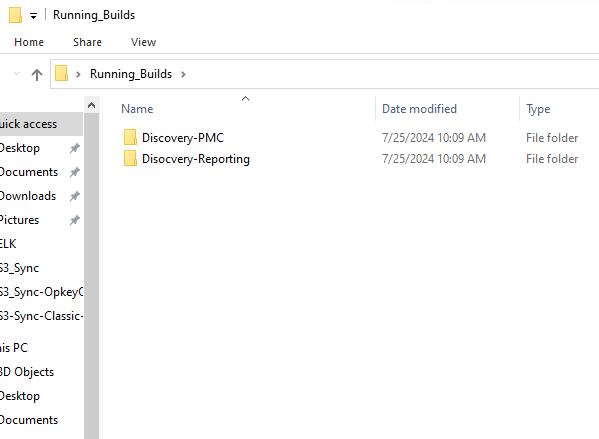 Running_Builds
Home Share View
Running_Builds
Name Date modified Type
uick access
Discovery-PMC 7/25/2024 10:09 AM File folder
Desktop
Disocvery-Reporting 7/25/2024 10:09 AM File folder
Documents
Downloads
Pictures
ELK
S3_Sync
S3_Sync-OpkeyC
S3-Sync-Classic-
his PC
3D Objects
Desktop
Documents